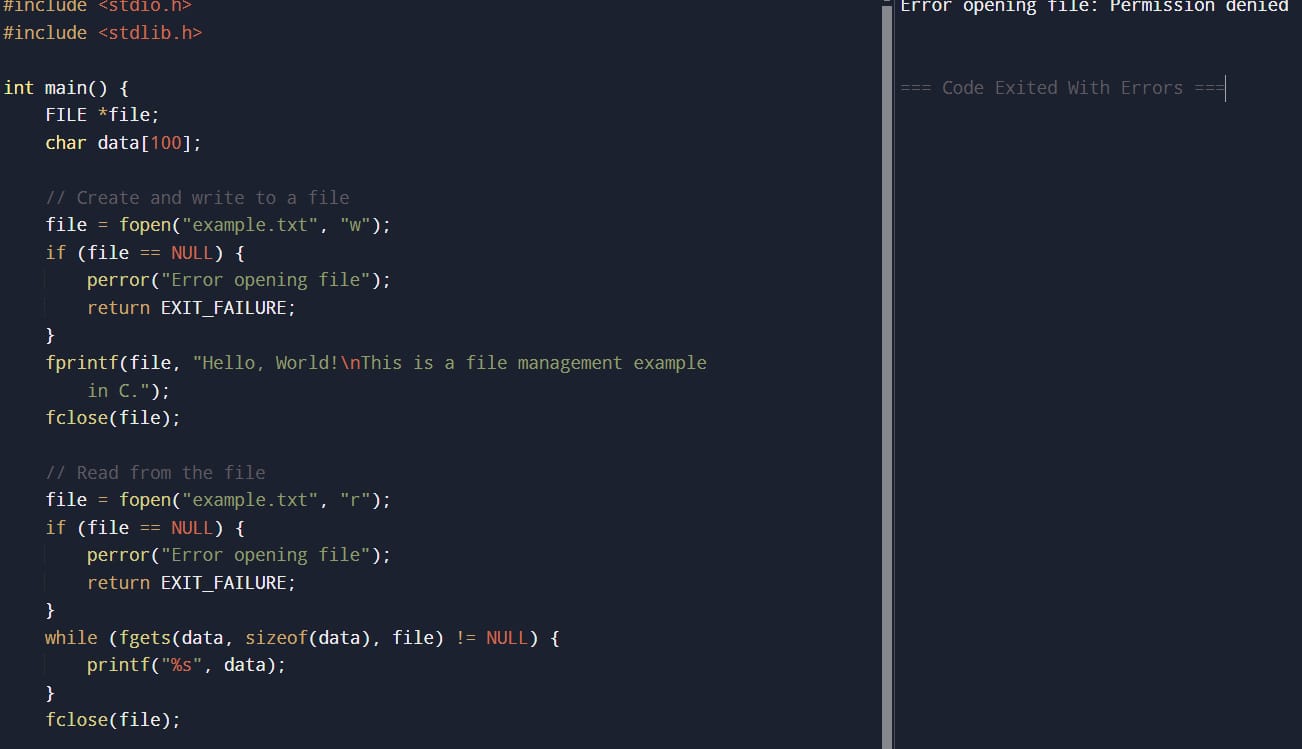 #include <stdio.h>
#include <stdlib.h>
int main() {
    FILE *file;
    char data[100];
    // Create and write to a file
    file = fopen("example.txt", "w");
    if (file == NULL) {
        perror("Error opening file");
        return EXIT_FAILURE;
    }
    fprintf(file, "Hello, World!\nThis is a file management example
        in C.");
    fclose(file);
    // Read from the file
    file = fopen("example.txt", "r");
    if (file == NULL) {
        perror("Error opening file");
        return EXIT_FAILURE;
    }
    while (fgets(data, sizeof(data), file) != NULL) {
        printf("%s", data);
    }
    fclose(file);
Error opening file: Permission denied
=== Code Exited With Errors ===